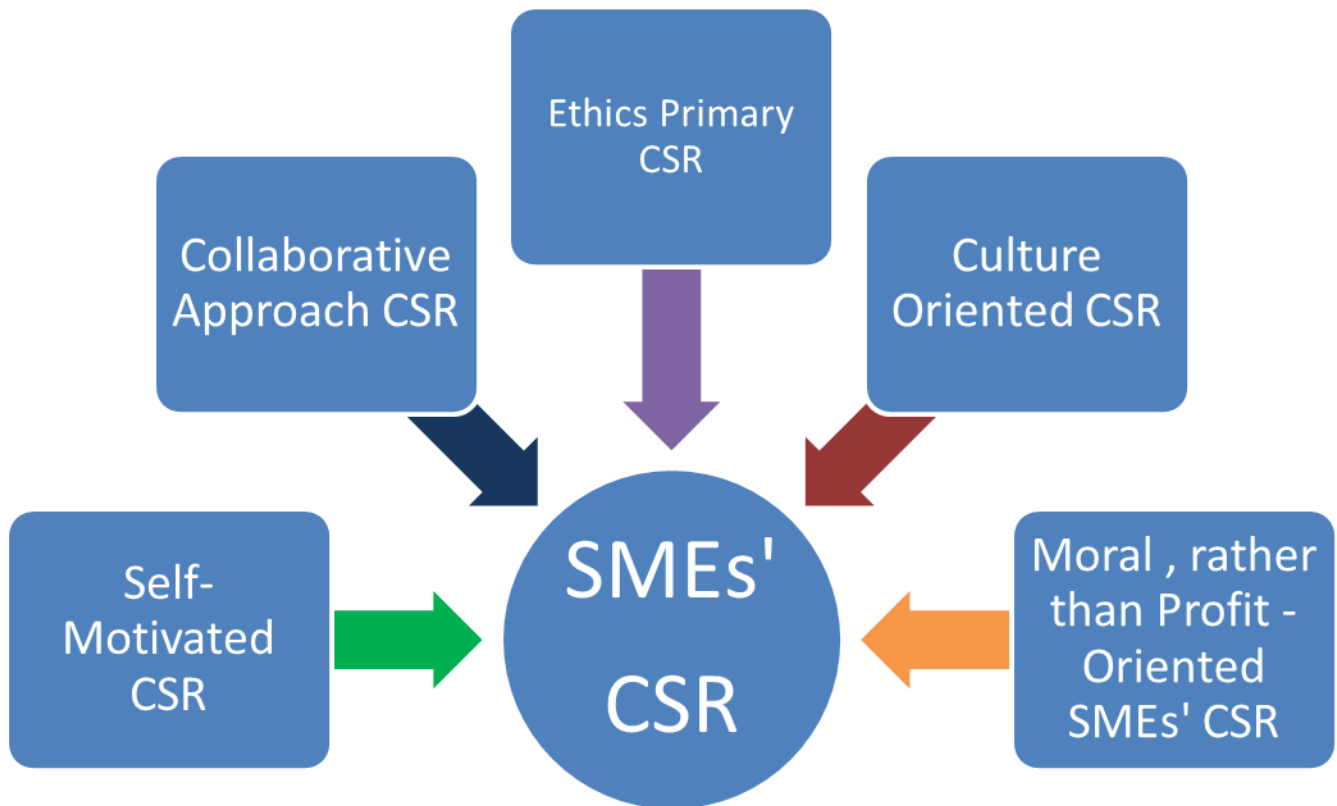 Ethics Primary
CSR
Collaborative
Approach CSR
Culture
Oriented CSR
Self-
Motivated
CSR
SMEs'
CSR
Moral , rather
than Profit -
Oriented
SMEs' CSR